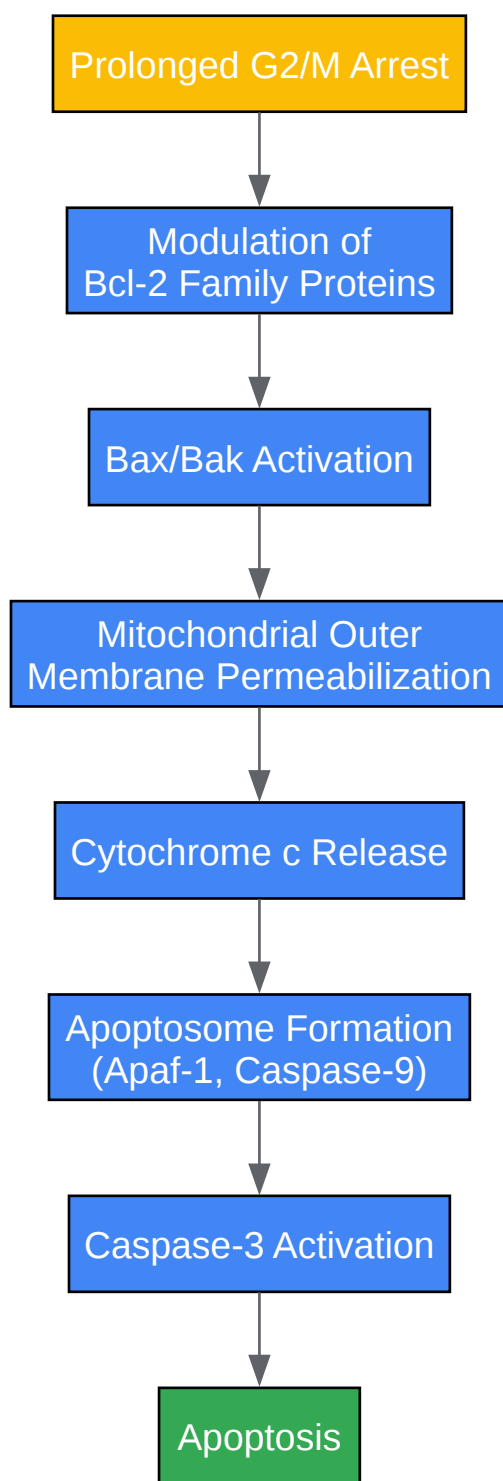 Prolonged G2/M Arrest
Modulation of
Bcl-2 Family Proteins
Bax/Bak Activation
Mitochondrial Outer
Membrane Permeabilization
Cytochrome c Release
Apoptosome Formation
(Apaf-1, Caspase-9)
Caspase-3 Activation
Apoptosis